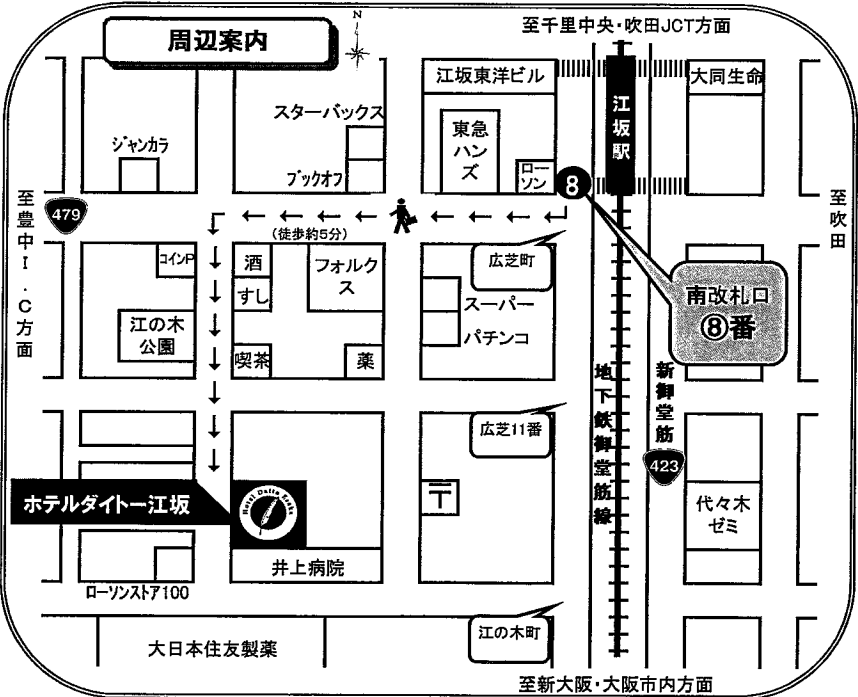 至千里中央・吹田JCT方面
N
周辺案内
江坂東洋ビル
大同生命
江坂駅
スターバックス
東急
ハン
ズ
ジャンカラ
ブックオフ
ロー
ソン
8
至豊中I.C方面
479
至吹田
(徒歩約5分)
コインP
酒
フォルク
ス
広芝町
すし
南改札口
⑧番
スーパー
江の木
公園
パチンコ
喫茶
薬
地下鉄御堂筋線
新御堂筋
広芝11番
423
ホテルダイトー江坂
Hotel Daito Esaka
〒
代々木
ゼミ
井上病院
ローソンストア100
江の木町
大日本住友製薬
至新大阪・大阪市内方面